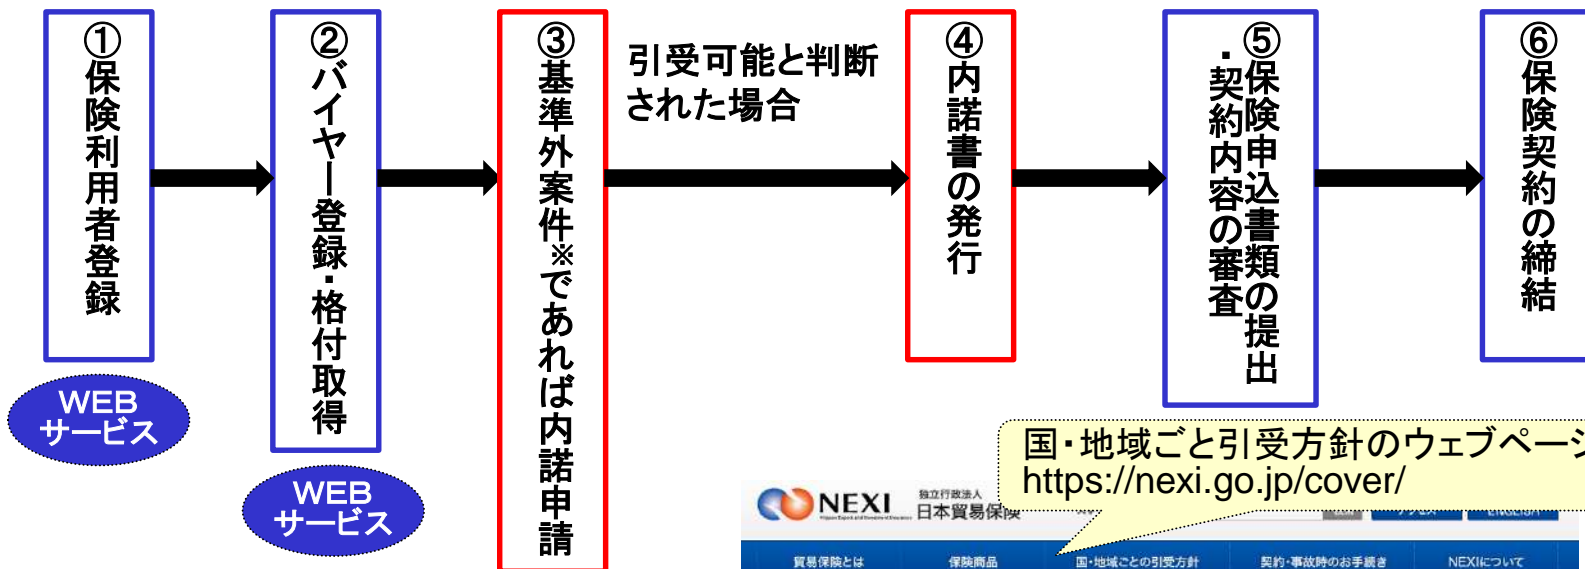 ①保険利用者登録
②バイヤー登録・格付取得
③基準外案件※であれば内諾申請
引受可能と判断
された場合
④内諾書の発行
⑤保険申込書類の提出
・契約内容の審査
⑥保険契約の締結
WEB
サービス
WEB
サービス
国・地域ごと引受方針のウェブページ
https://nexi.go.jp/cover/
NEXI
独立行政法人
日本貿易保険
ENGLISH
貿易保険とは
保険商品
国・地域ごとの引受方針
契約・事故時のお手続き
NEXIについて